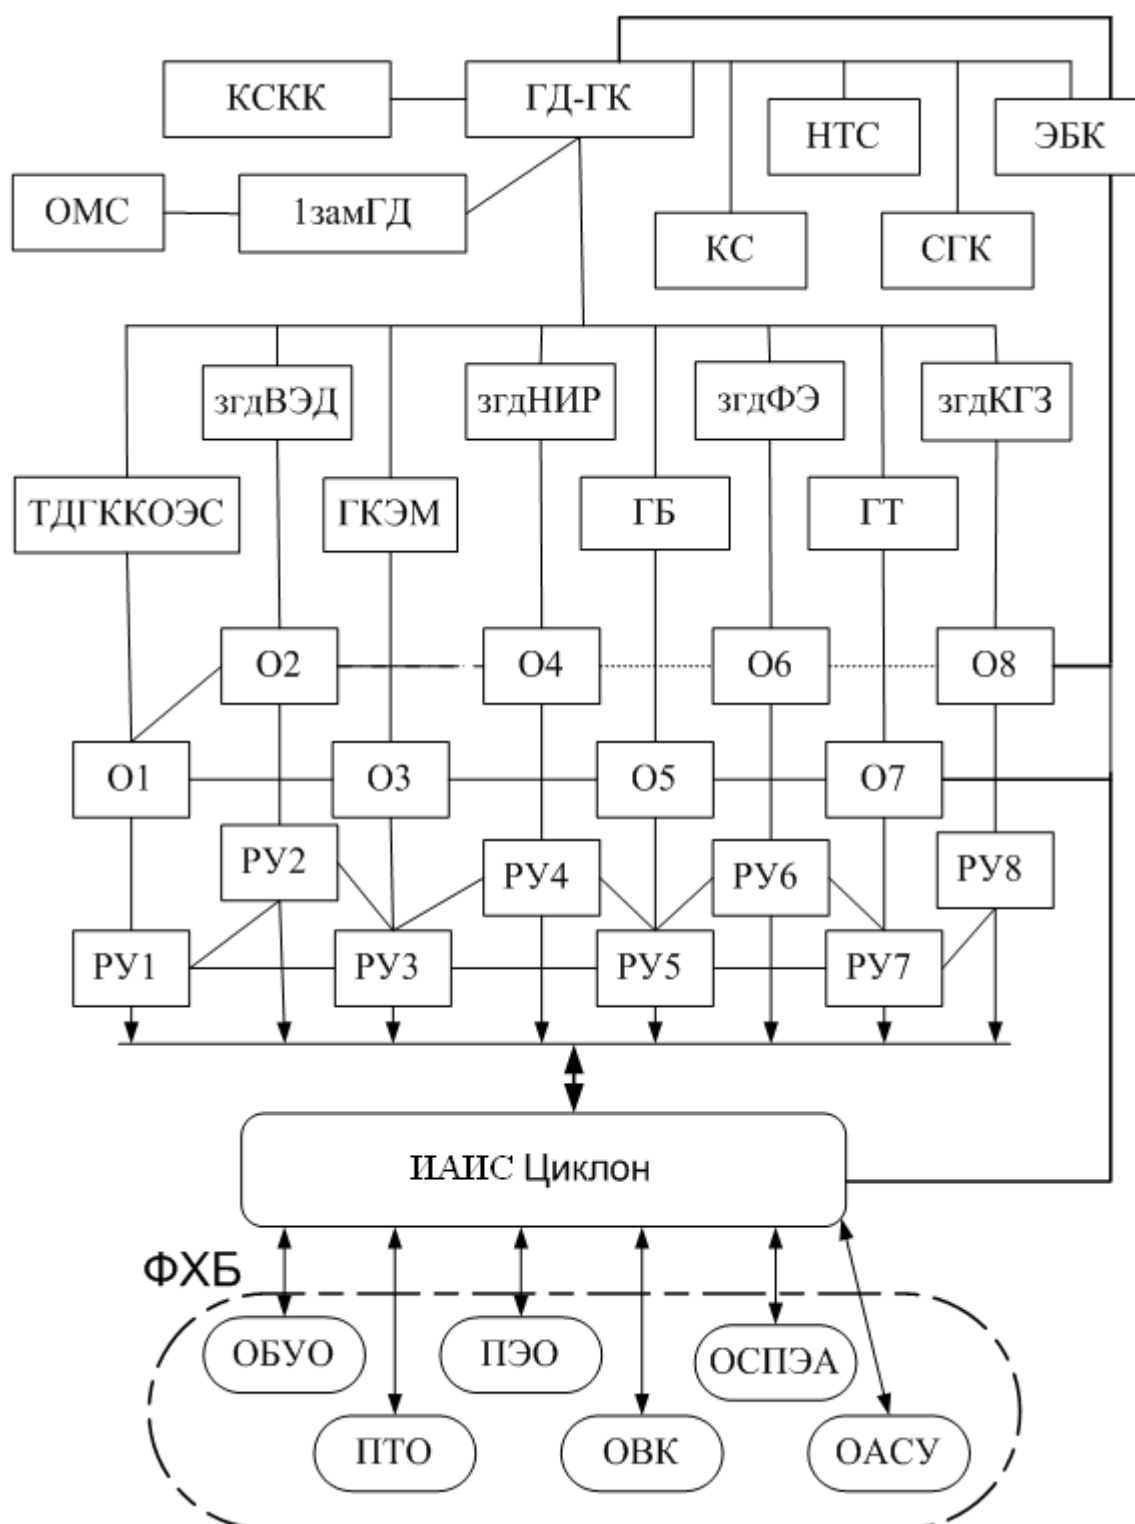 КСКК
ГД-ГК
НТС
ЭБК
ОМС
1замГД
КС
СГК
згдВЭД
згдНИР
згдФЭ
згдКГЗ
ТДГККОЭС
ГКЭМ
ГБ
ГТ
О2
О4
О6
О8
О1
О3
О5
О7
РУ2
РУ4
РУ6
РУ8
РУ1
РУ3
РУ5
РУ7
ИАИС Циклон
ФХБ
ОБУО
ПЭО
ОСПЭА
ПТО
ОВК
ОАСУ